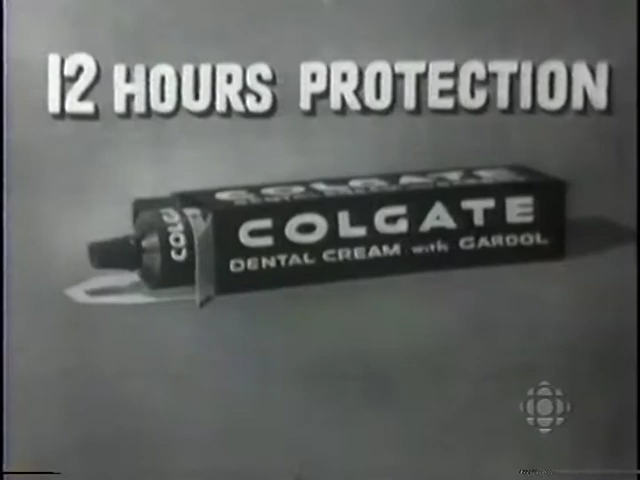 12 HOURS PROTECTION
COLGATE
COLG
COLGATE
DENTAL CREAM with GARDOL